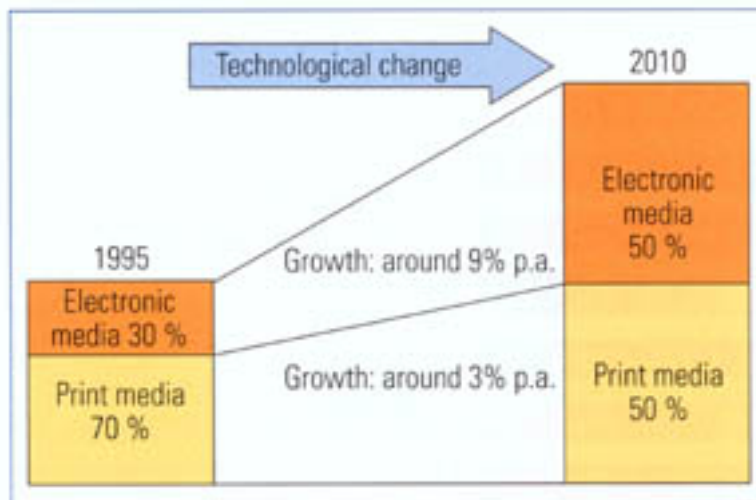 Technological change
2010
Electronic
media
50 %
1995
Growth: around 9% p.a.
Electronic
media 30 %
Growth: around 3% p.a.
Print media
70 %
Print media
50 %